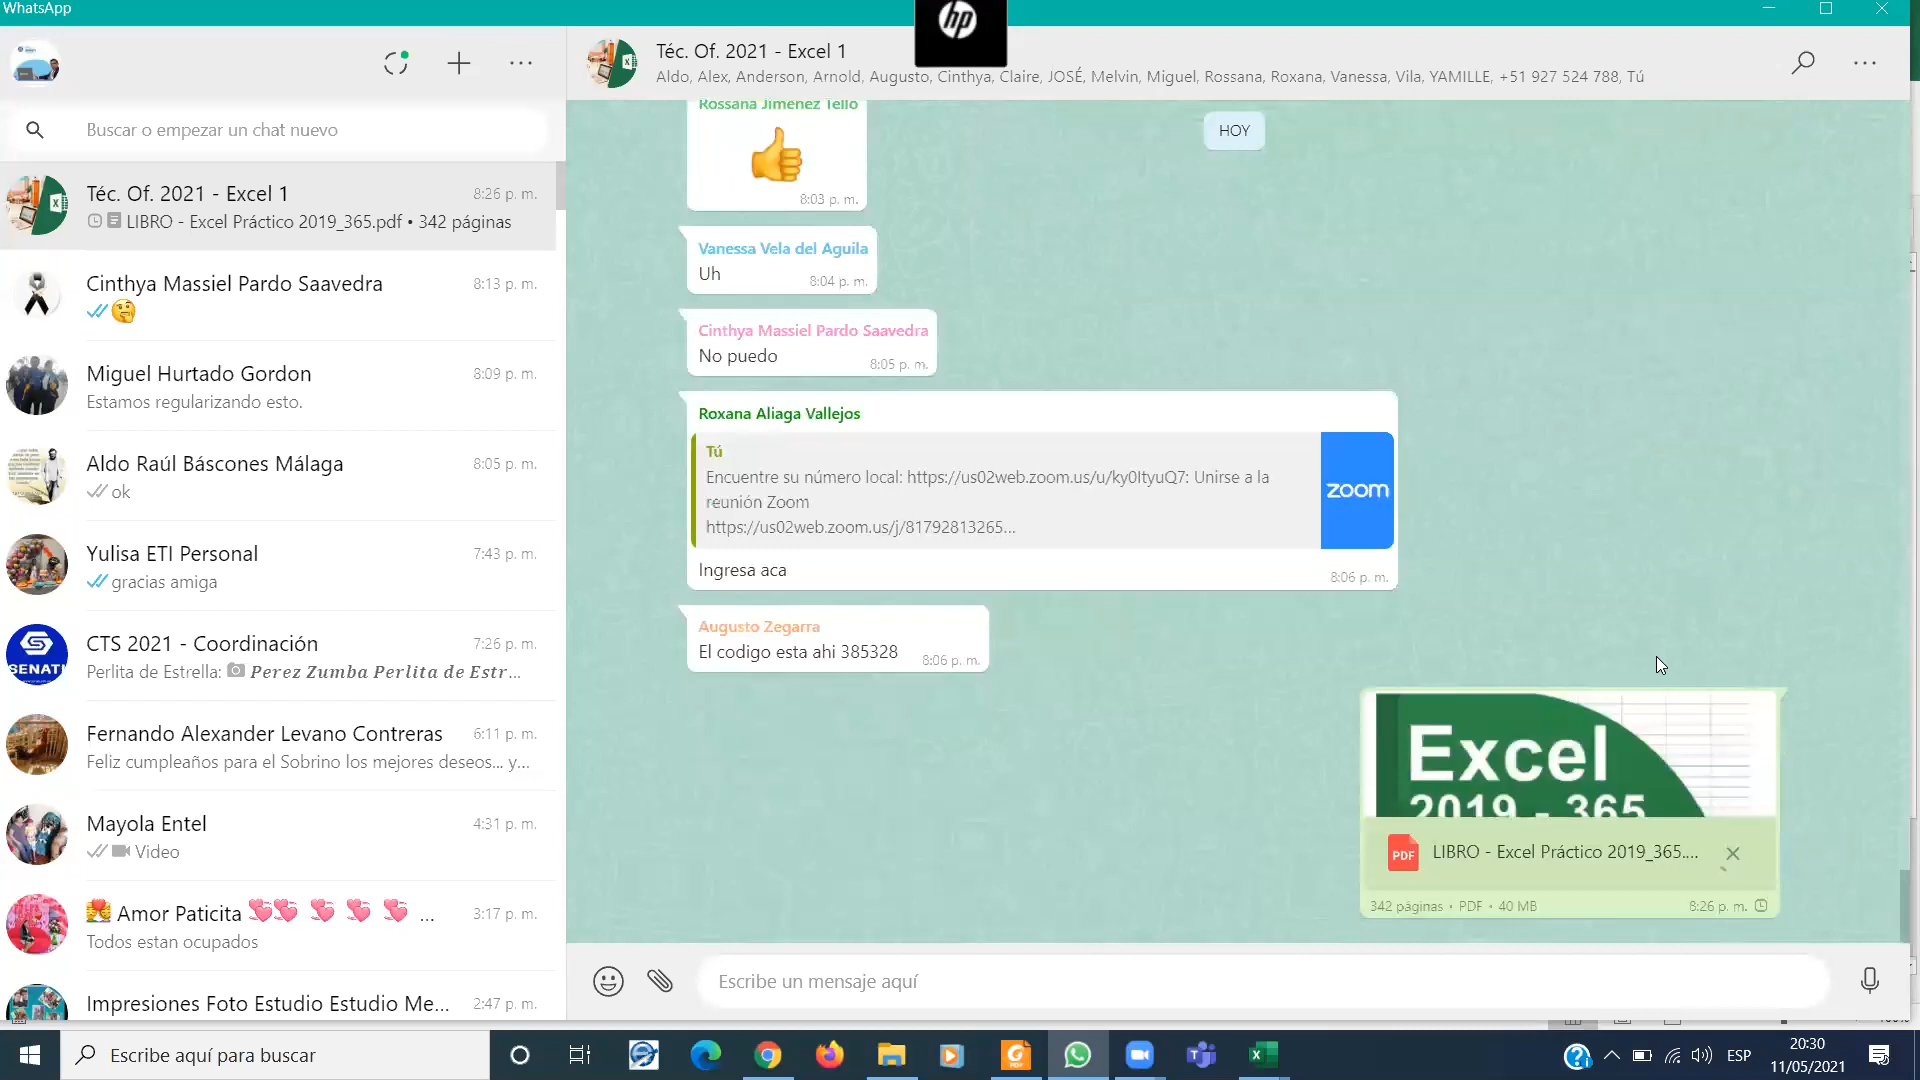 WhatsApp
Buscar o empezar un chat nuevo
Téc. Of. 2021 - Excel 1
8:26 p. m.
LIBRO - Excel Práctico 2019_365.pdf • 342 páginas
Cinthya Massiel Pardo Saavedra
8:13 p. m.
Miguel Hurtado Gordon
8:09 p. m.
Estamos regularizando esto.
Aldo Raúl Báscones Málaga
8:05 p. m.
ok
Yulisa ETI Personal
7:43 p. m.
gracias amiga
SENATI
CTS 2021 - Coordinación
7:26 p. m.
Perlita de Estrella: Perez Zumba Perlita de Estr...
Fernando Alexander Levano Contreras
6:11 p. m.
Feliz cumpleaños para el Sobrino los mejores deseos... y...
Mayola Entel
4:31 p. m.
Video
Amor Paticita ...
3:17 p. m.
Todos estan ocupados
Impresiones Foto Estudio Estudio Me...
2:47 p. m.
hp
Téc. Of. 2021 - Excel 1
Aldo, Alex, Anderson, Arnold, Augusto, Cinthya, Claire, JOSÉ, Melvin, Miguel, Rossana, Roxana, Vanessa, Vila, YAMILLE, +51 927 524 788, Tú
HOY
Rossana Jimenez Tello
8:03 p. m.
Vanessa Vela del Aguila
Uh
8:04 p. m.
Cinthya Massiel Pardo Saavedra
No puedo
8:05 p. m.
Roxana Aliaga Vallejos
Tú
Encuentre su número local: https://us02web.zoom.us/u/ky0ItyuQ7: Unirse a la
reunión Zoom
https://us02web.zoom.us/j/81792813265...
zoom
Ingresa aca
8:06 p. m.
Augusto Zegarra
El codigo esta ahi 385328
8:06 p. m.
Excel
2019 - 365
PDF
LIBRO - Excel Práctico 2019_365....
342 páginas • PDF • 40 MB
8:26 p. m.
Escribe un mensaje aquí
Escribe aquí para buscar
ESP
20:30
11/05/2021